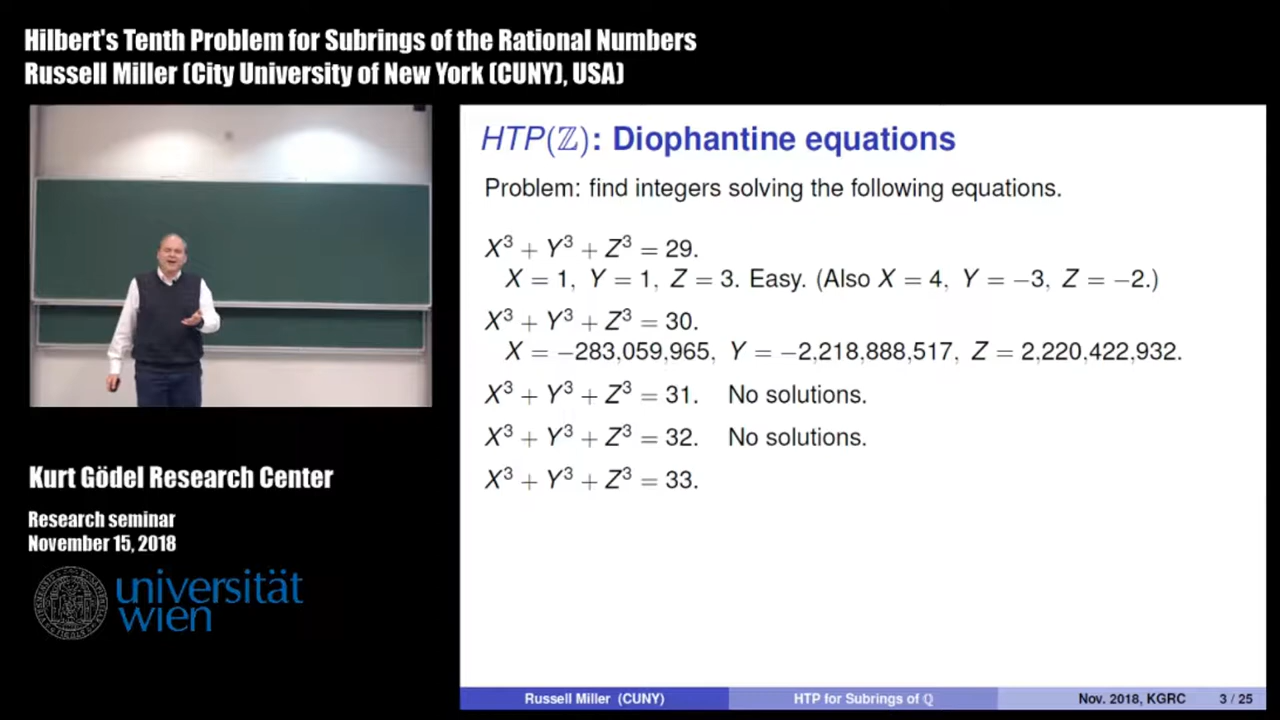 Hilbert's Tenth Problem for Subrings of the Rational Numbers
Russell Miller (City University of New York (CUNY), USA)
HTP(ℤ): Diophantine equations
Problem: find integers solving the following equations.
X³ + Y³ + Z³ = 29.
X = 1, Y = 1, Z = 3. Easy. (Also X = 4, Y = −3, Z = −2.)
X³ + Y³ + Z³ = 30.
X = −283,059,965, Y = −2,218,888,517, Z = 2,220,422,932.
X³ + Y³ + Z³ = 31. No solutions.
X³ + Y³ + Z³ = 32. No solutions.
X³ + Y³ + Z³ = 33.
Kurt Gödel Research Center
Research seminar
November 15, 2018
universität
wien
Russell Miller (CUNY) HTP for Subrings of ℚ Nov. 2018, KGRC 3 / 25